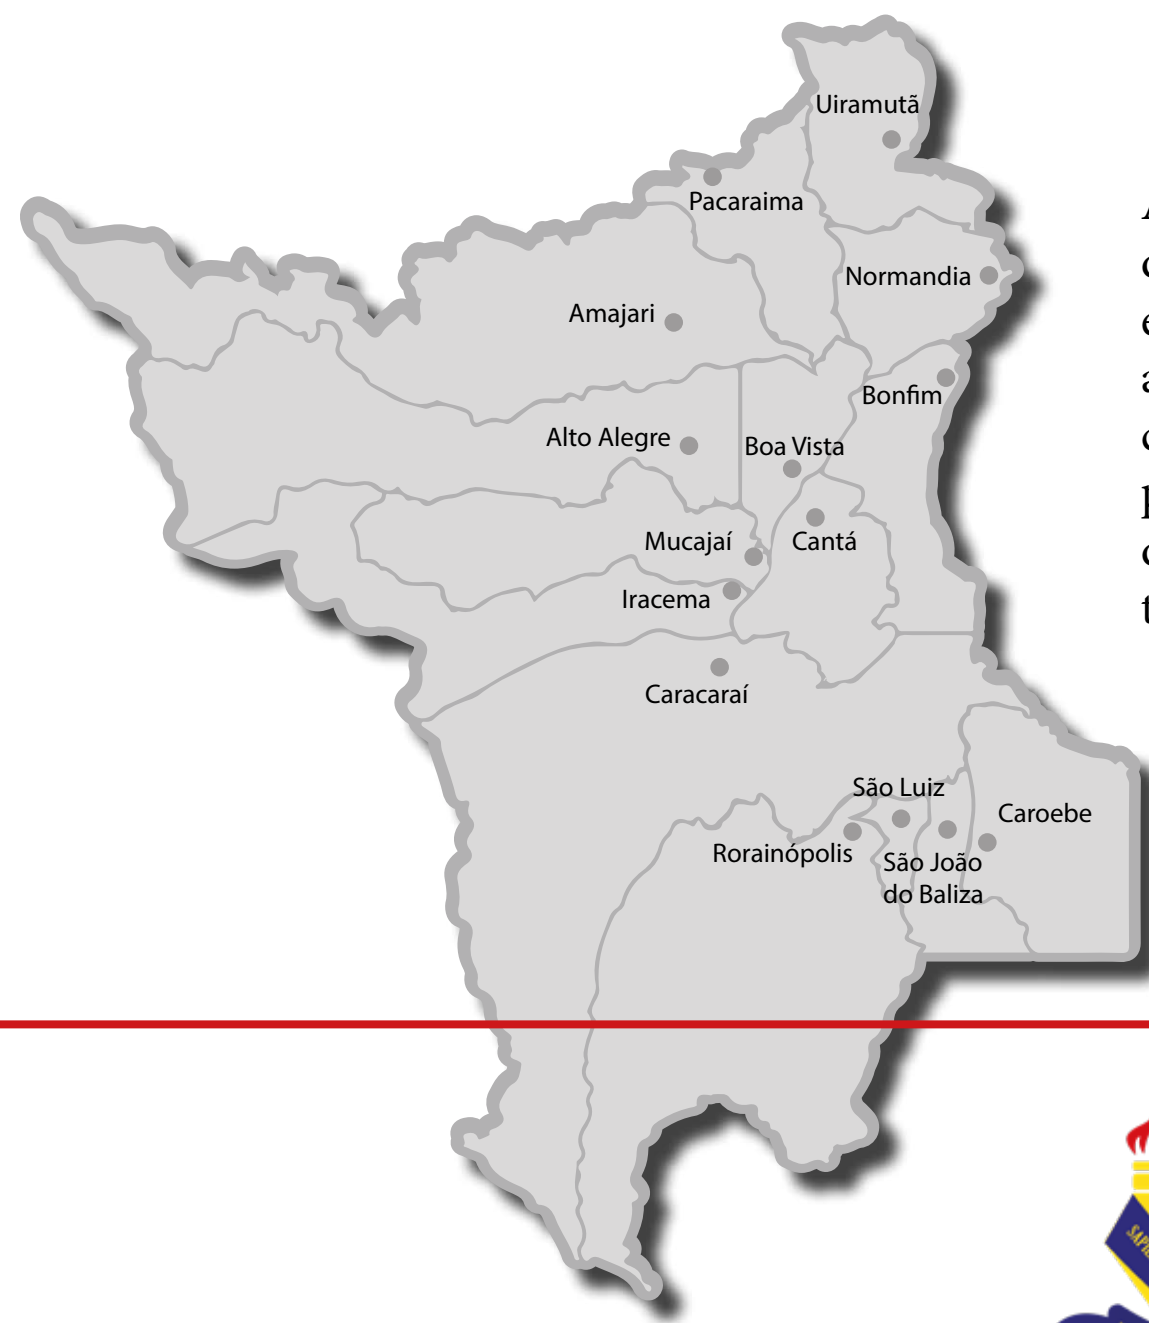 Uiramutã
Pacaraima
Normandia
Amajari
Bonfim
Alto Alegre
Boa Vista
Mucajaí
Cantá
Iracema
Caracaraí
São Luiz
Caroebe
Rorainópolis
São João
do Baliza